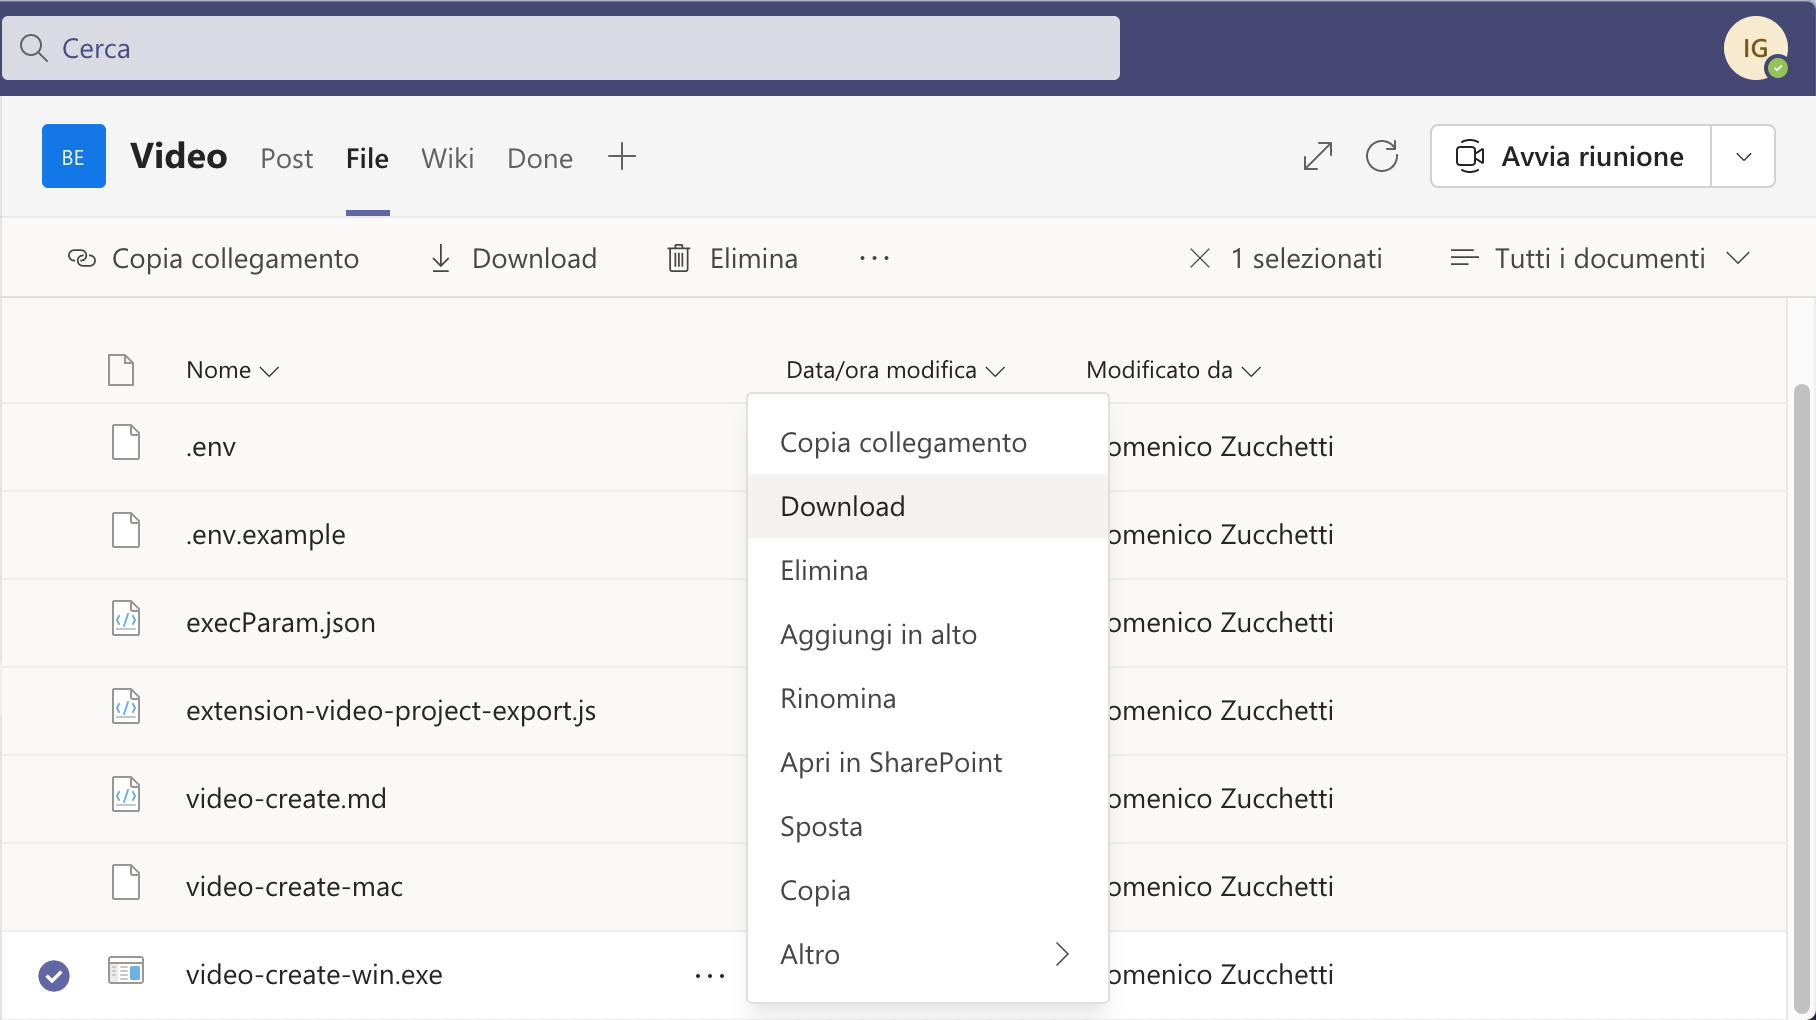 Cerca
IG
BE
Video Post File Wiki Done
Avvia riunione
Copia collegamento Download Elimina ... 1 selezionati Tutti i documenti
Nome Data/ora modifica Modificato da
.env
.env.example
execParam.json
extension-video-project-export.js
video-create.md
video-create-mac
video-create-win.exe ...
Copia collegamento
Download
Elimina
Aggiungi in alto
Rinomina
Apri in SharePoint
Sposta
Copia
Altro
omenico Zucchetti
omenico Zucchetti
omenico Zucchetti
omenico Zucchetti
omenico Zucchetti
omenico Zucchetti
omenico Zucchetti